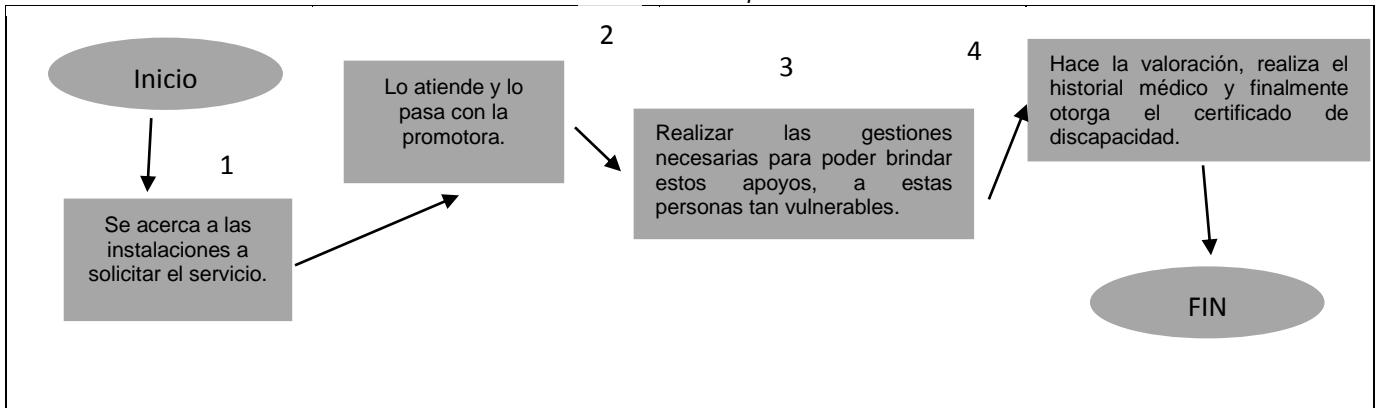 Inicio
1
Se acerca a las
instalaciones a
solicitar el servicio.
2
Lo atiende y lo
pasa con la
promotora.
3
Realizar las gestiones
necesarias para poder brindar
estos apoyos, a estas
personas tan vulnerables.
4
Hace la valoración, realiza el
historial médico y finalmente
otorga el certificado de
discapacidad.
FIN